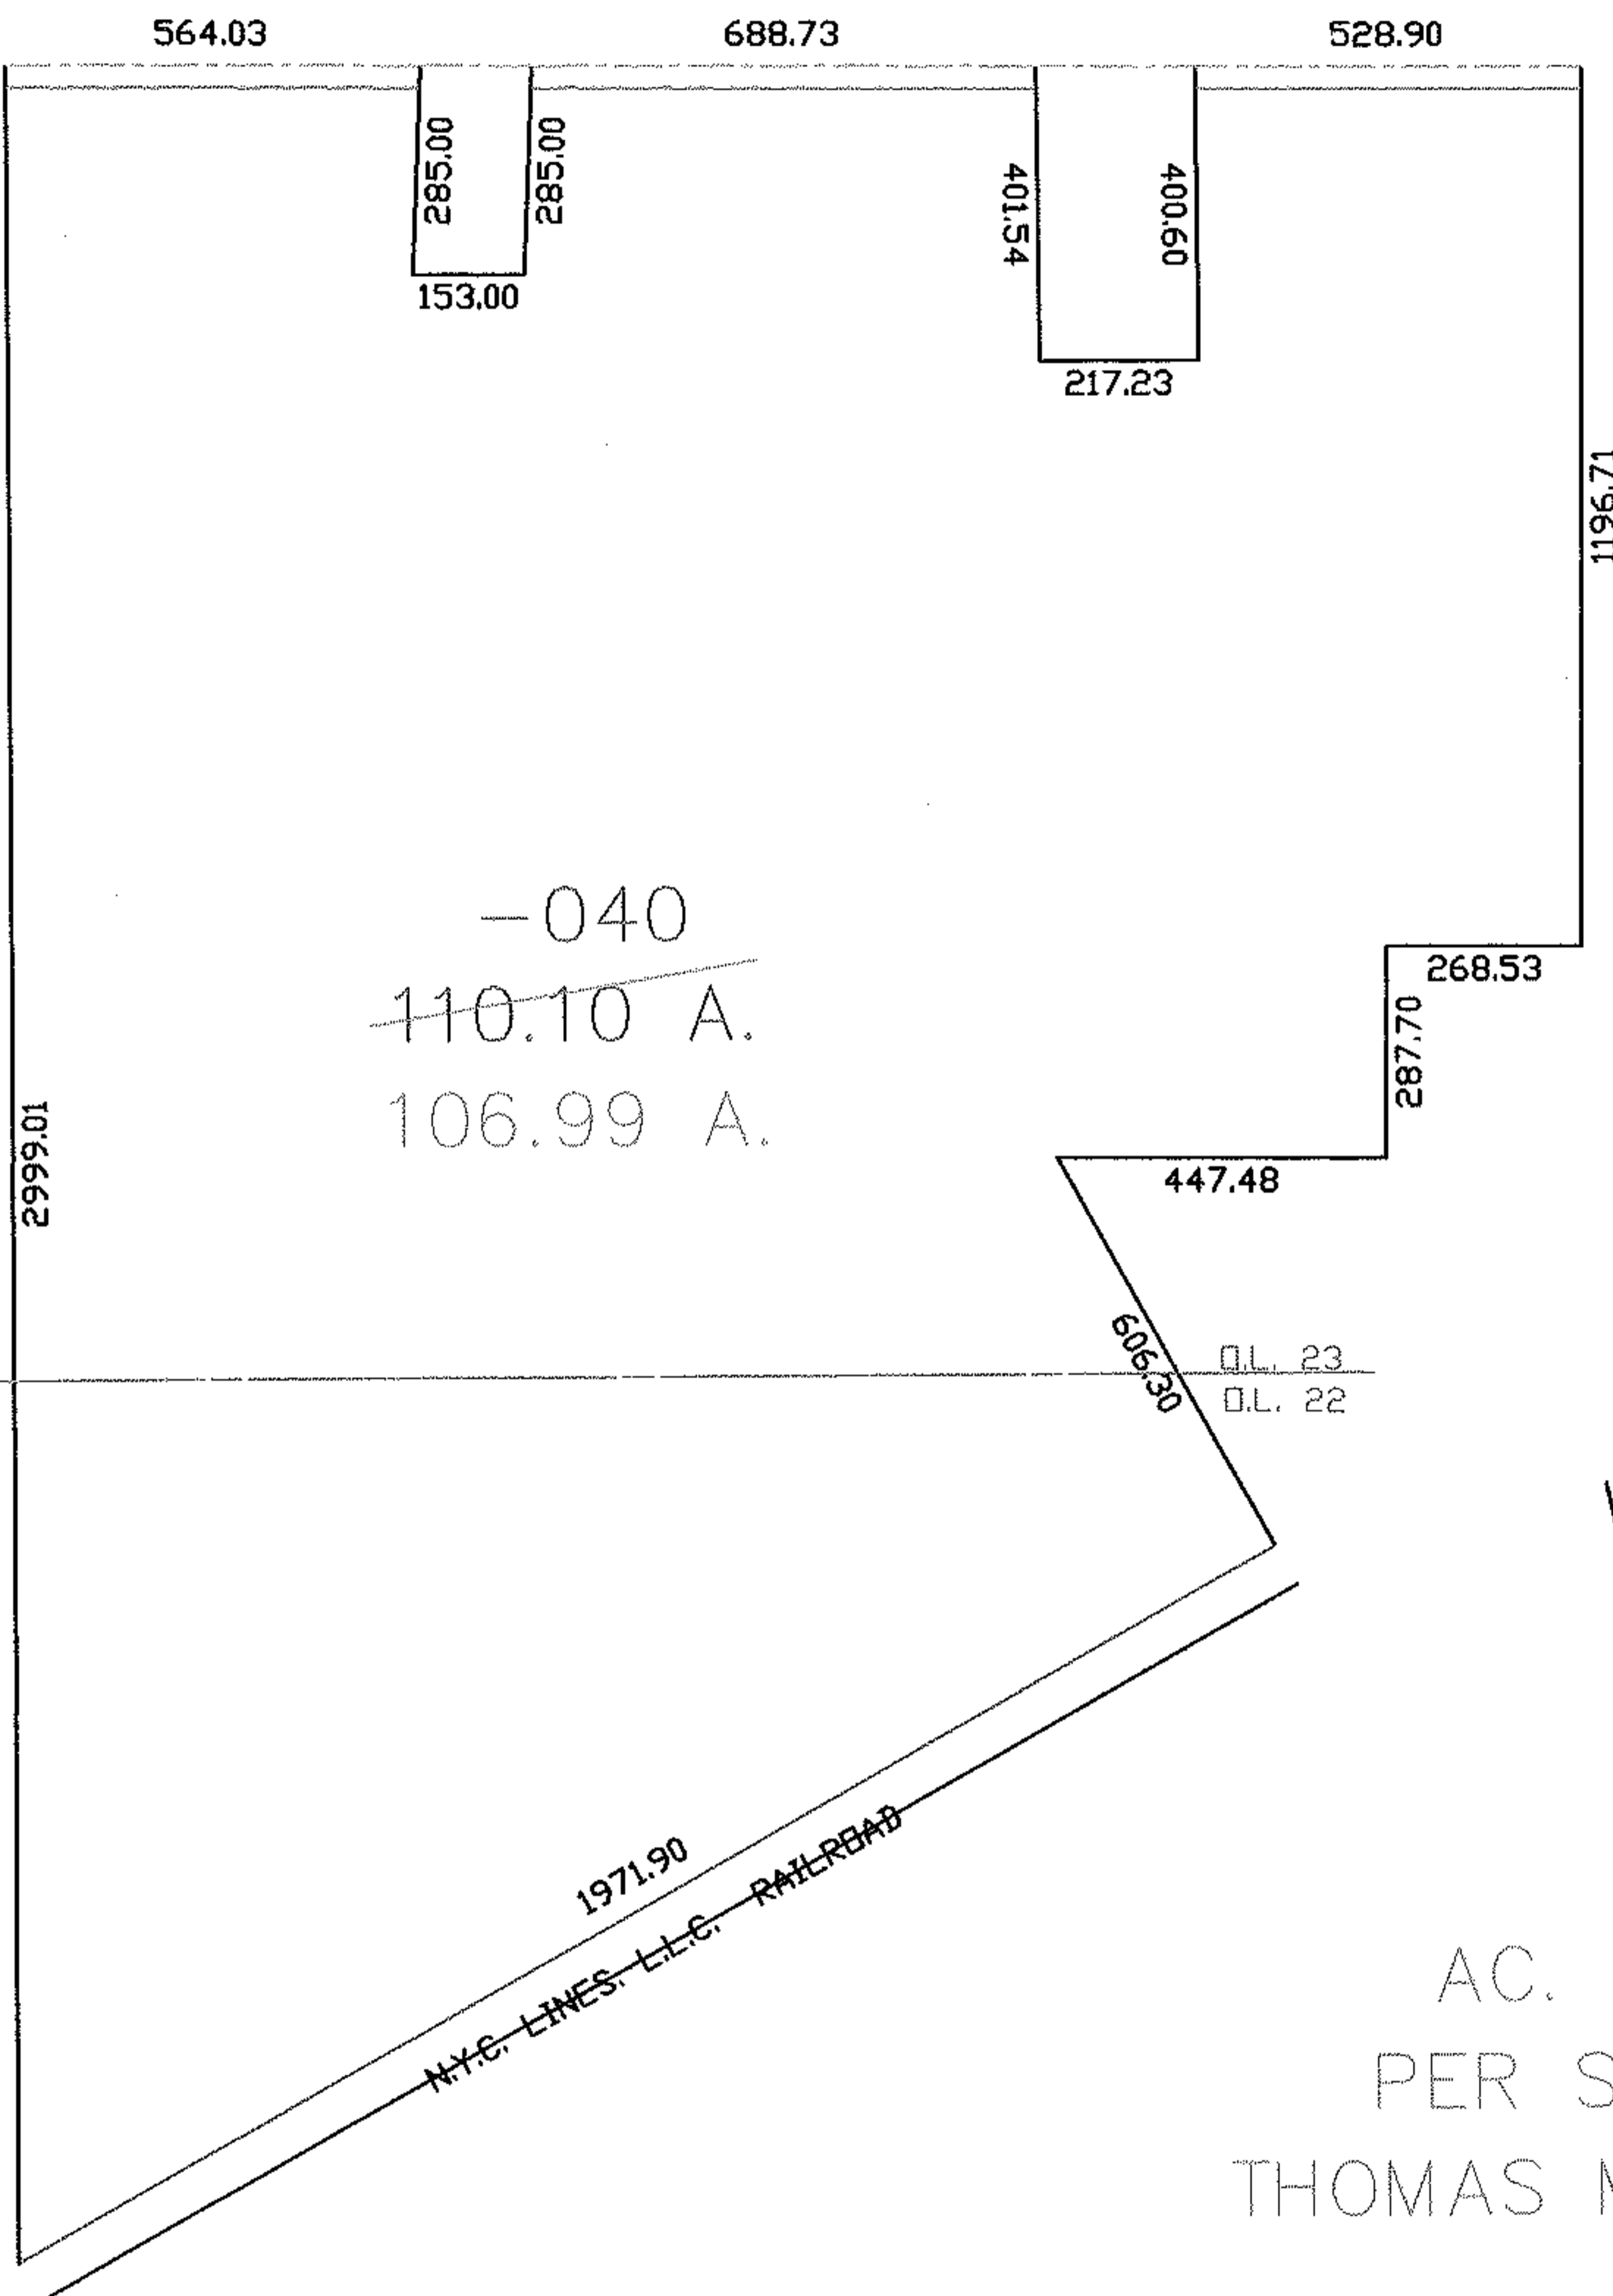 564.03 688.73 528.90
285.00 285.00
153.00
401.54 400.60
217.23
1196.71
-040
110.10 A.
106.99 A.
268.53
287.70
2999.01
447.48
606.30
O.L. 23
O.L. 22
1971.90
N.Y.C. LINES. L.L.C. RAILROAD
AC.
PER S
THOMAS M